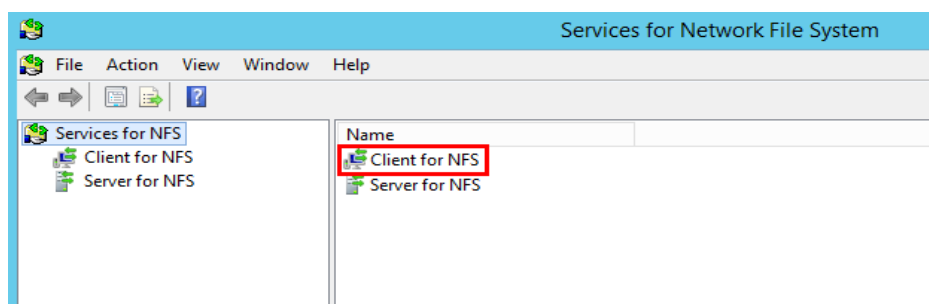 Services for Network File System
File Action View Window Help
Services for NFS
Client for NFS
Server for NFS
Name
Client for NFS
Server for NFS